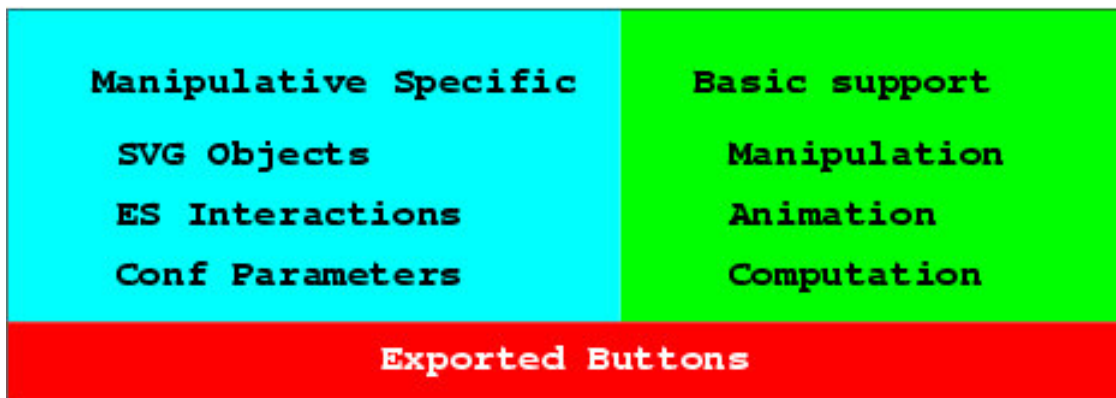 Manipulative Specific
SVG Objects
ES Interactions
Conf Parameters
Basic support
Manipulation
Animation
Computation
Exported Buttons